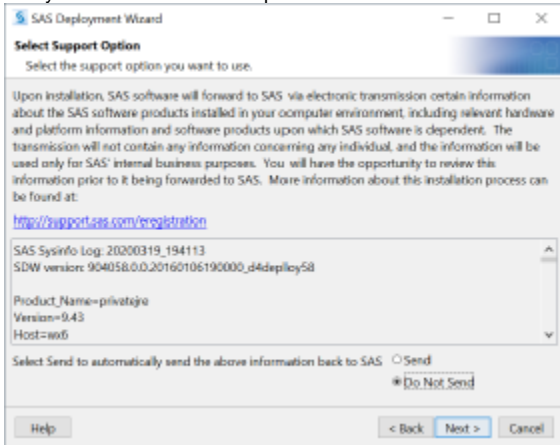 SAS Deployment Wizard
Select Support Option
Select the support option you want to use.
Upon installation, SAS software will forward to SAS via electronic transmission certain information
about the SAS software products installed in your computer environment, including relevant hardware
and platform information and software products upon which SAS software is dependent. The
transmission will not contain any information concerning any individual, and the information will be
used only for SAS' internal business purposes. You will have the opportunity to review this
information prior to it being forwarded to SAS. More information about this installation process can
be found at:
http://support.sas.com/eregistration
SAS Sysinfo Log: 20200319_194113
SDW version: 904058.0.0.20160106190000_d4deploy58
Product_Name=privatejre
Version=9.43
Host=wx6
Select Send to automatically send the above information back to SAS Send
Do Not Send
Help < Back Next > Cancel